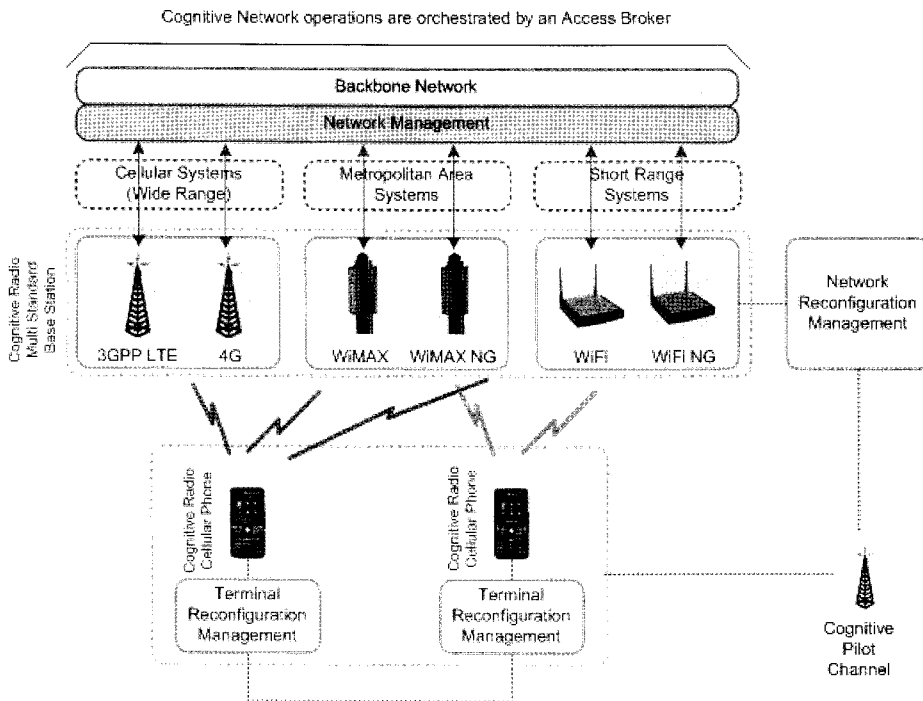 Cognitive Network operations are orchestrated by an Access Broker
Backbone Network
Network Management
Cellular Systems
(Wide Range)
Metropolitan Area
Systems
Short Range
Systems
Cognitive Radio
Multi Standard
Base Station
3GPP LTE
4G
WiMAX
WiMAX NG
WiFi
WiFi NG
Network
Reconfiguration
Management
Cognitive Radio
Cellular Phone
Cognitive Radio
Cellular Phone
Terminal
Reconfiguration
Management
Terminal
Reconfiguration
Management
Cognitive
Pilot
Channel